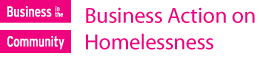 Business in the
Community
Business Action on
Homelessness